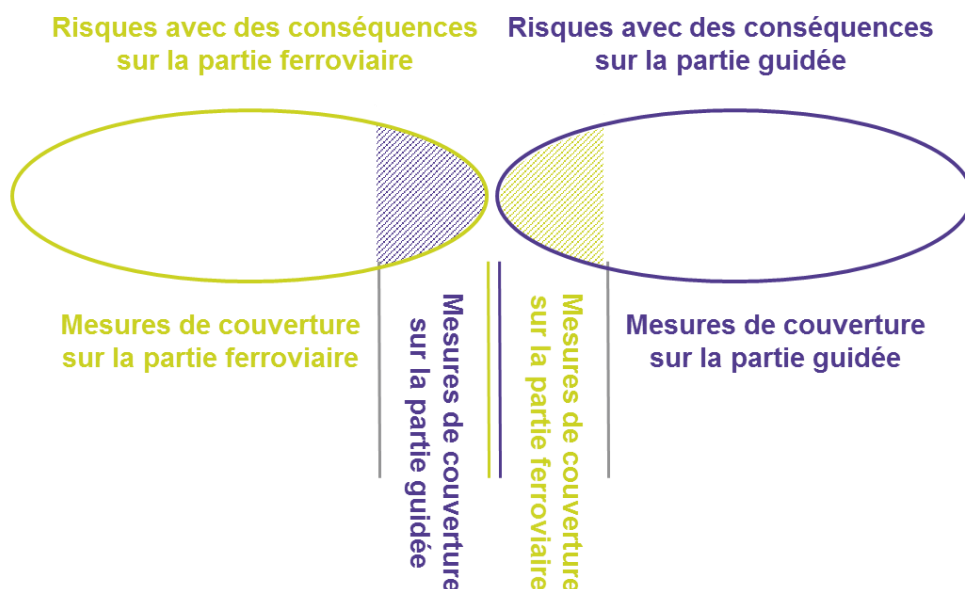 Risques avec des conséquences
sur la partie ferroviaire
Risques avec des conséquences
sur la partie guidée
Mesures de couverture
sur la partie ferroviaire
Mesures de couverture
sur la partie guidée
Mesures de couverture
sur la partie ferroviaire
Mesures de couverture
sur la partie guidée